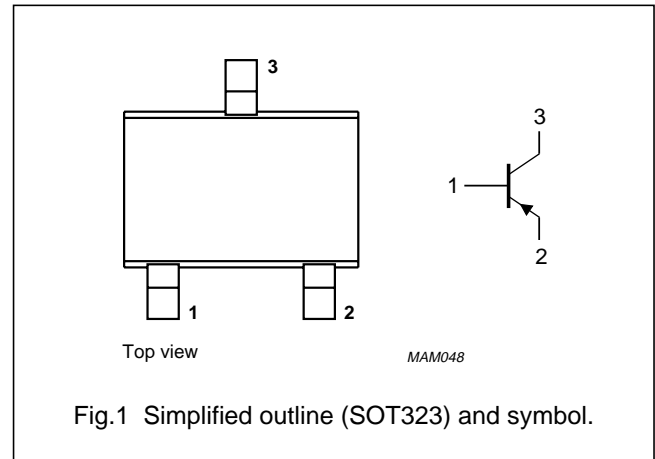 3
3
1
2
1
2
Top view
MAM048
Fig.1 Simplified outline (SOT323) and symbol.